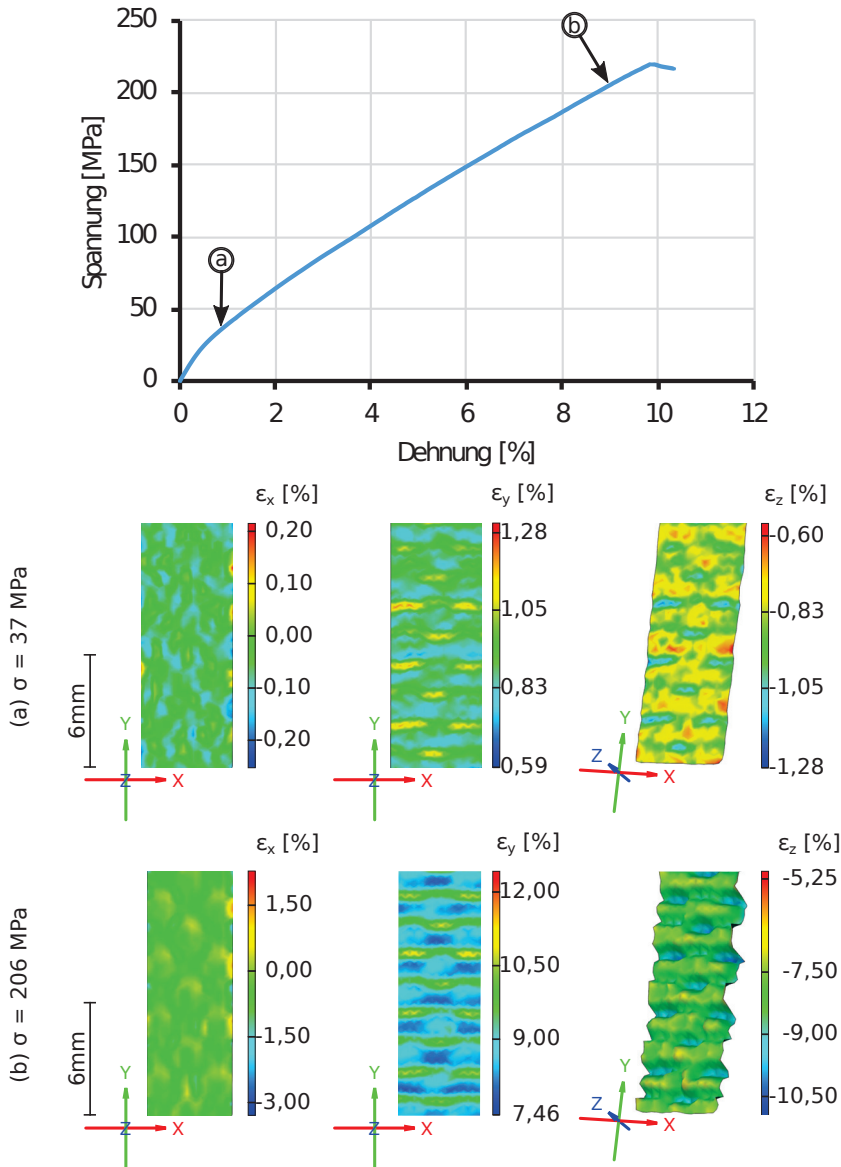 250
200
150
100
50
0
Spannung [MPa]
a
b
0 2 4 6 8 10 12
Dehnung [%]
(a) σ = 37 MPa
6mm
εx [%]
0,20
0,10
0,00
-0,10
-0,20
Y
Z
X
εy [%]
1,28
1,05
0,83
0,59
Y
Z
X
εz [%]
-0,60
-0,83
-1,05
-1,28
Y
Z
X
(b) σ = 206 MPa
6mm
εx [%]
1,50
0,00
-1,50
-3,00
Y
Z
X
εy [%]
12,00
10,50
9,00
7,46
Y
Z
X
εz [%]
-5,25
-7,50
-9,00
-10,50
Y
Z
X